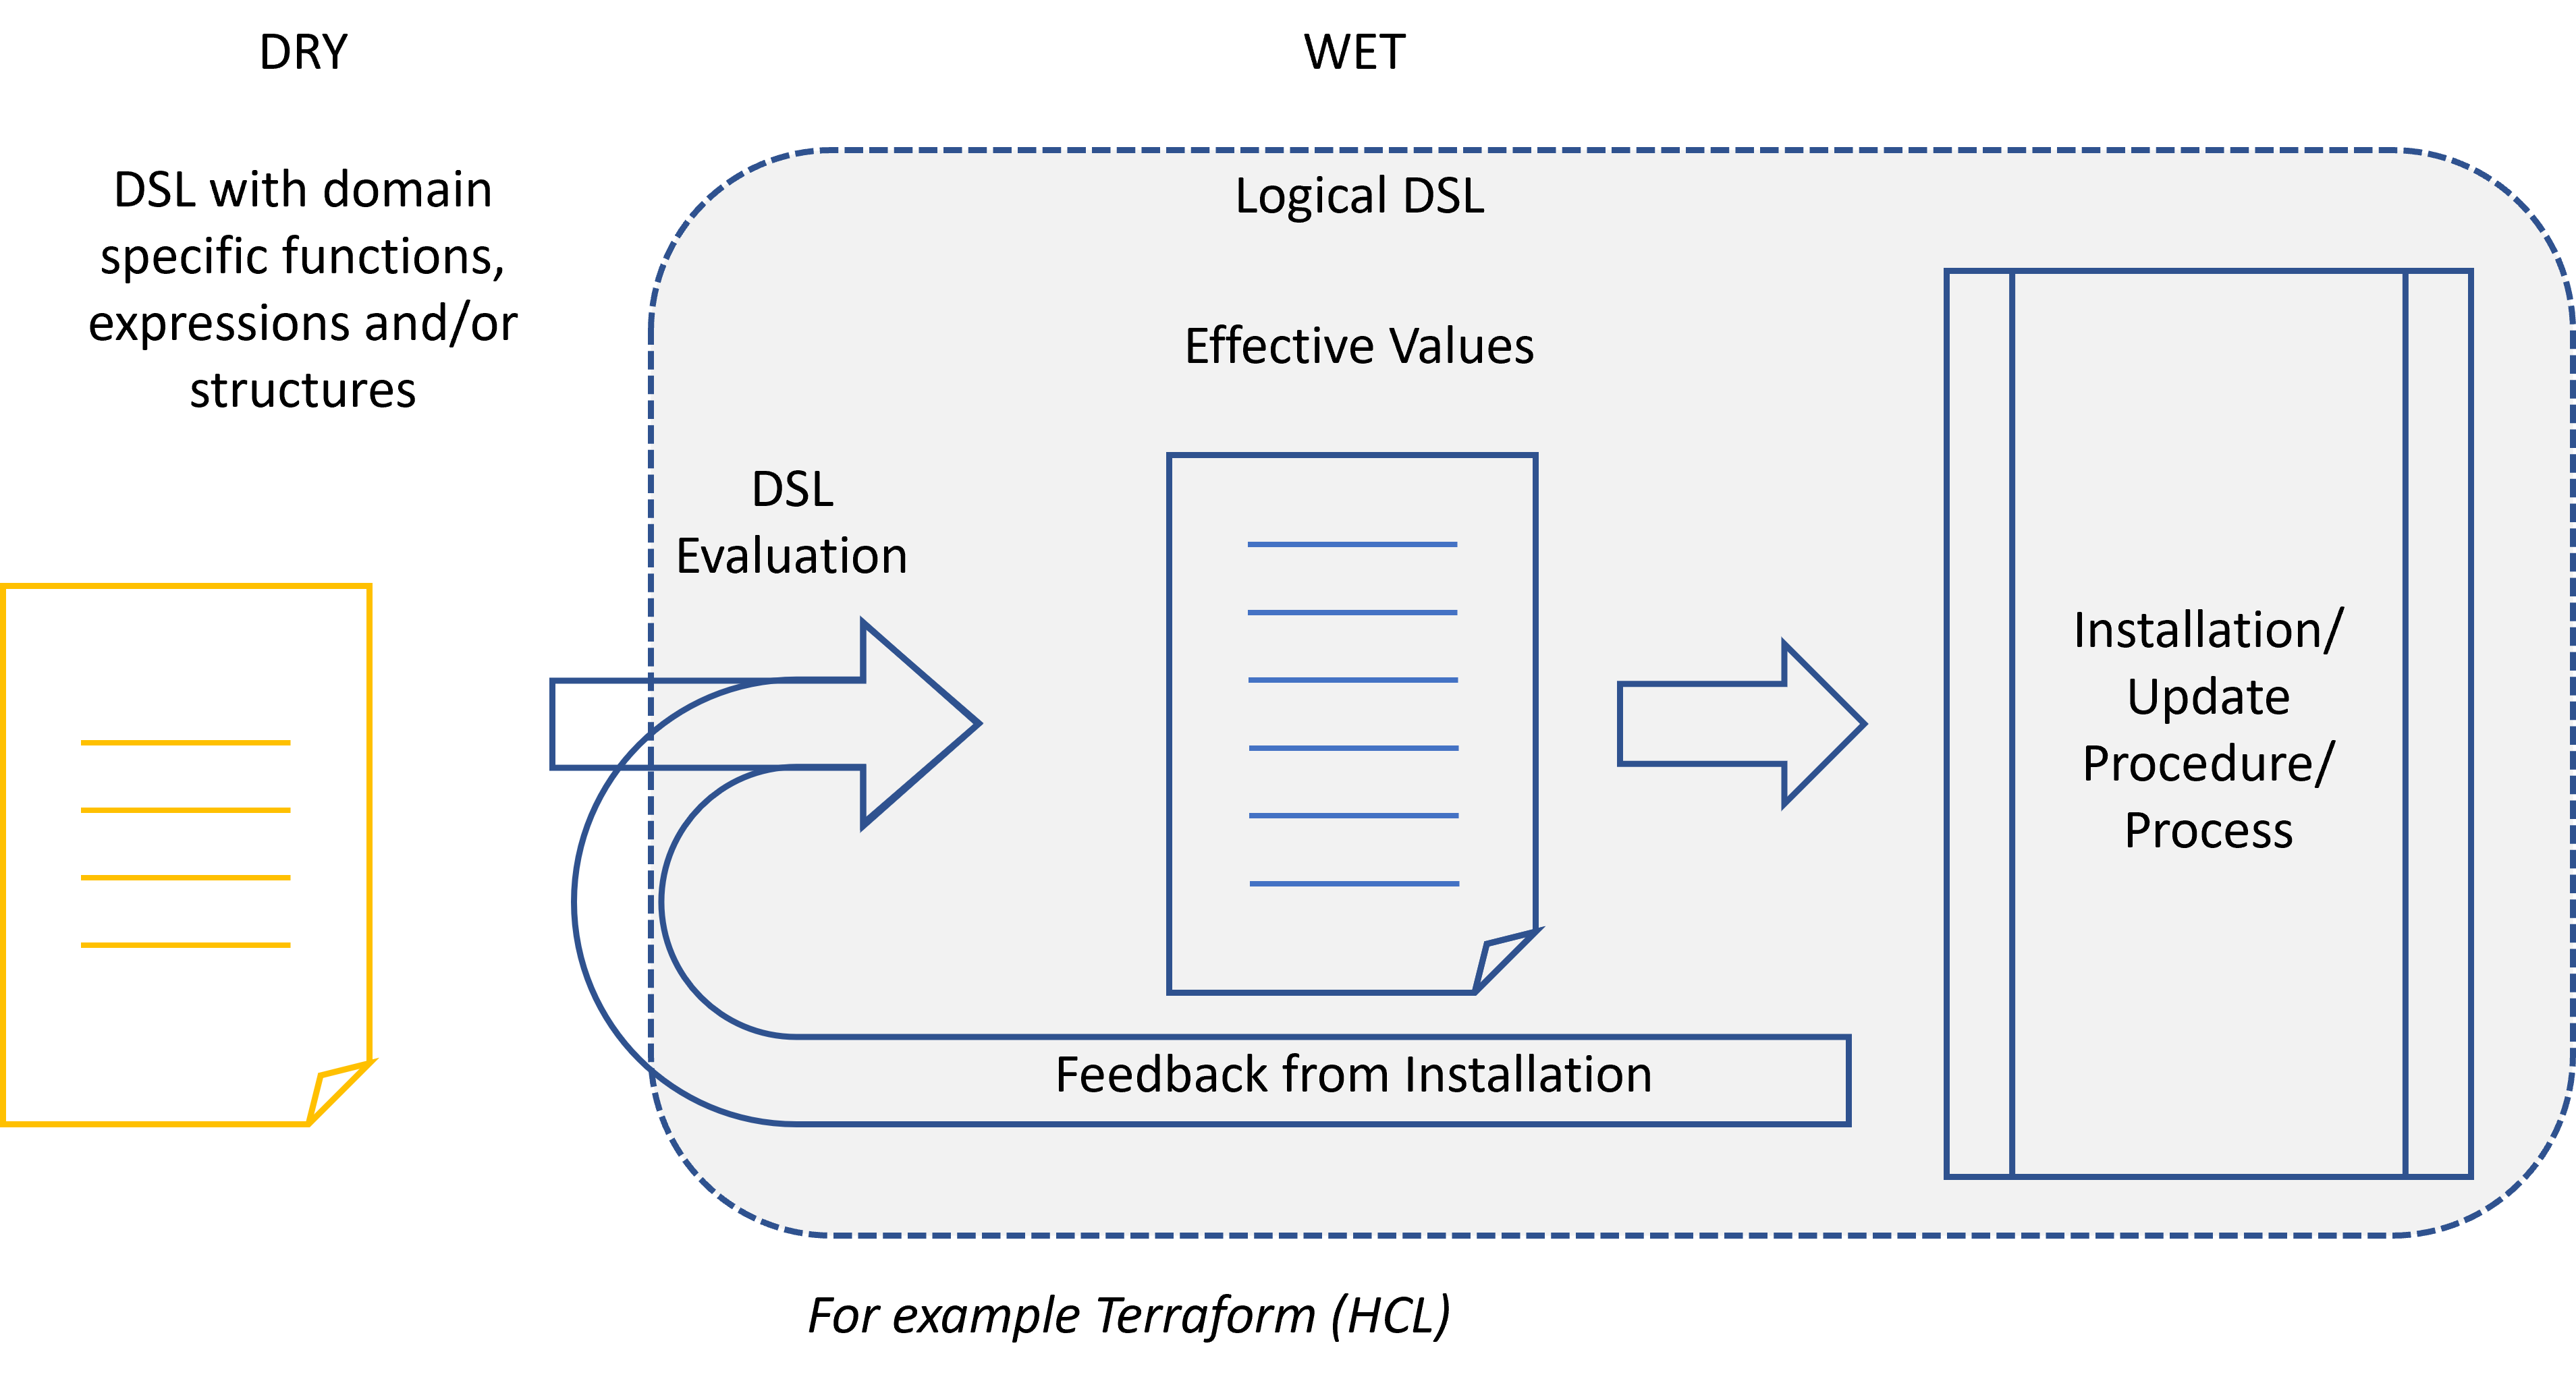 DRY
WET
DSL with domain
specific functions,
expressions and/or
structures
Logical DSL
Effective Values
DSL
Evaluation
Installation/
Update
Procedure/
Process
Feedback from Installation
For example Terraform (HCL)